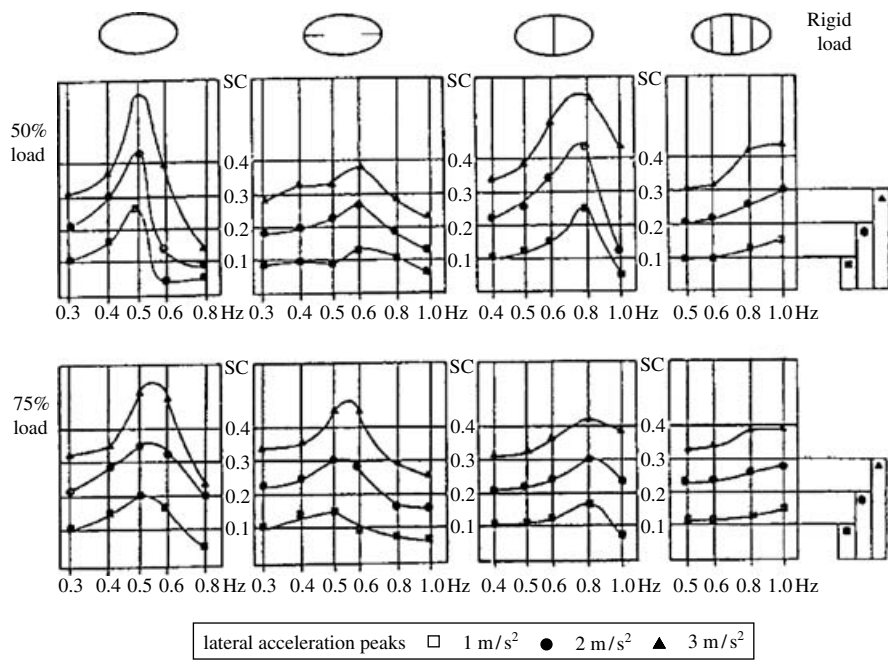 Rigid load
SC SC SC
50% load
0.4 0.4 0.4
0.3 0.3 0.3
0.2 0.2 0.2
0.1 0.1 0.1
0.3 0.4 0.5 0.6 0.8 Hz 0.3 0.4 0.5 0.6 1.0 Hz 0.4 0.5 0.6 0.8 1.0 Hz 0.5 0.6 0.8 1.0 Hz
SC SC SC
75% load
0.4 0.4 0.4
0.3 0.3 0.3
0.2 0.2 0.2
0.1 0.1 0.1
0.3 0.4 0.5 0.6 0.8 Hz 0.3 0.4 0.5 0.6 1.0 Hz 0.4 0.5 0.6 0.8 1.0 Hz 0.5 0.6 0.8 1.0 Hz
lateral acceleration peaks □ 1 m/s² ● 2 m/s² ▲ 3 m/s²